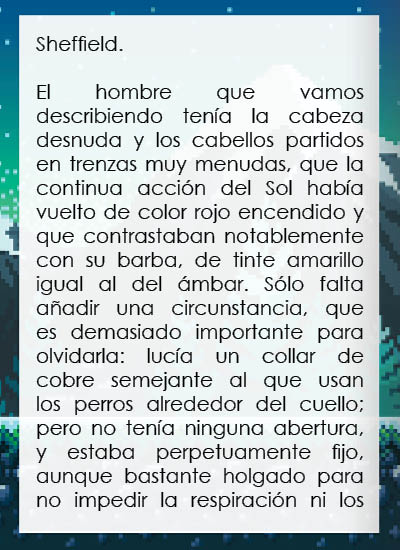 Sheffield.
El hombre que vamos
describiendo tenía la cabeza
desnuda y los cabellos partidos
en trenzas muy menudas, que la
continua acción del Sol había
vuelto de color rojo encendido y
que contrastaban notablemente
con su barba, de tinte amarillo
igual al del ámbar. Sólo falta
añadir una circunstancia, que
es demasiado importante para
olvidarla: lucía un collar de
cobre semejante al que usan
los perros alrededor del cuello;
pero no tenía ninguna abertura,
y estaba perpetuamente fijo,
aunque bastante holgado para
no impedir la respiración ni los